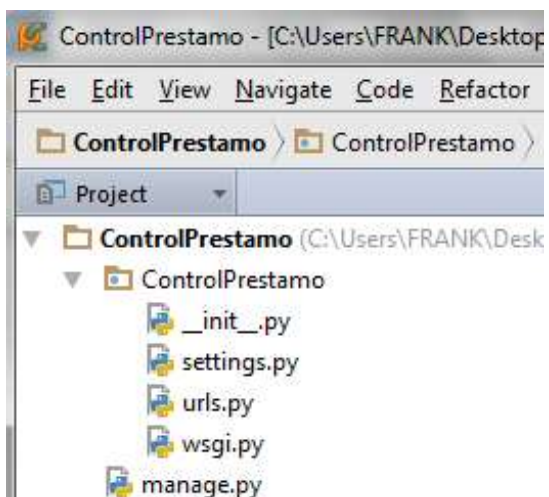 ControlPrestamo - [C:\Users\FRANK\Desktop
File Edit View Navigate Code Refactor
ControlPrestamo ControlPrestamo
Project
ControlPrestamo (C:\Users\FRANK\Desk
ControlPrestamo
__init__.py
settings.py
urls.py
wsgi.py
manage.py